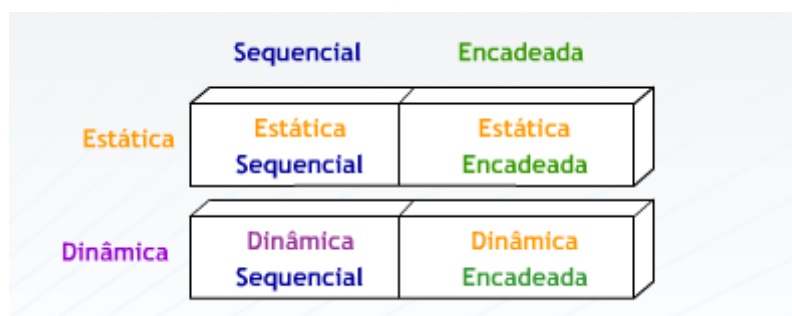 Sequencial Encadeada
Estática Estática Estática
Sequencial Encadeada
Dinâmica Dinâmica Dinâmica
Sequencial Encadeada